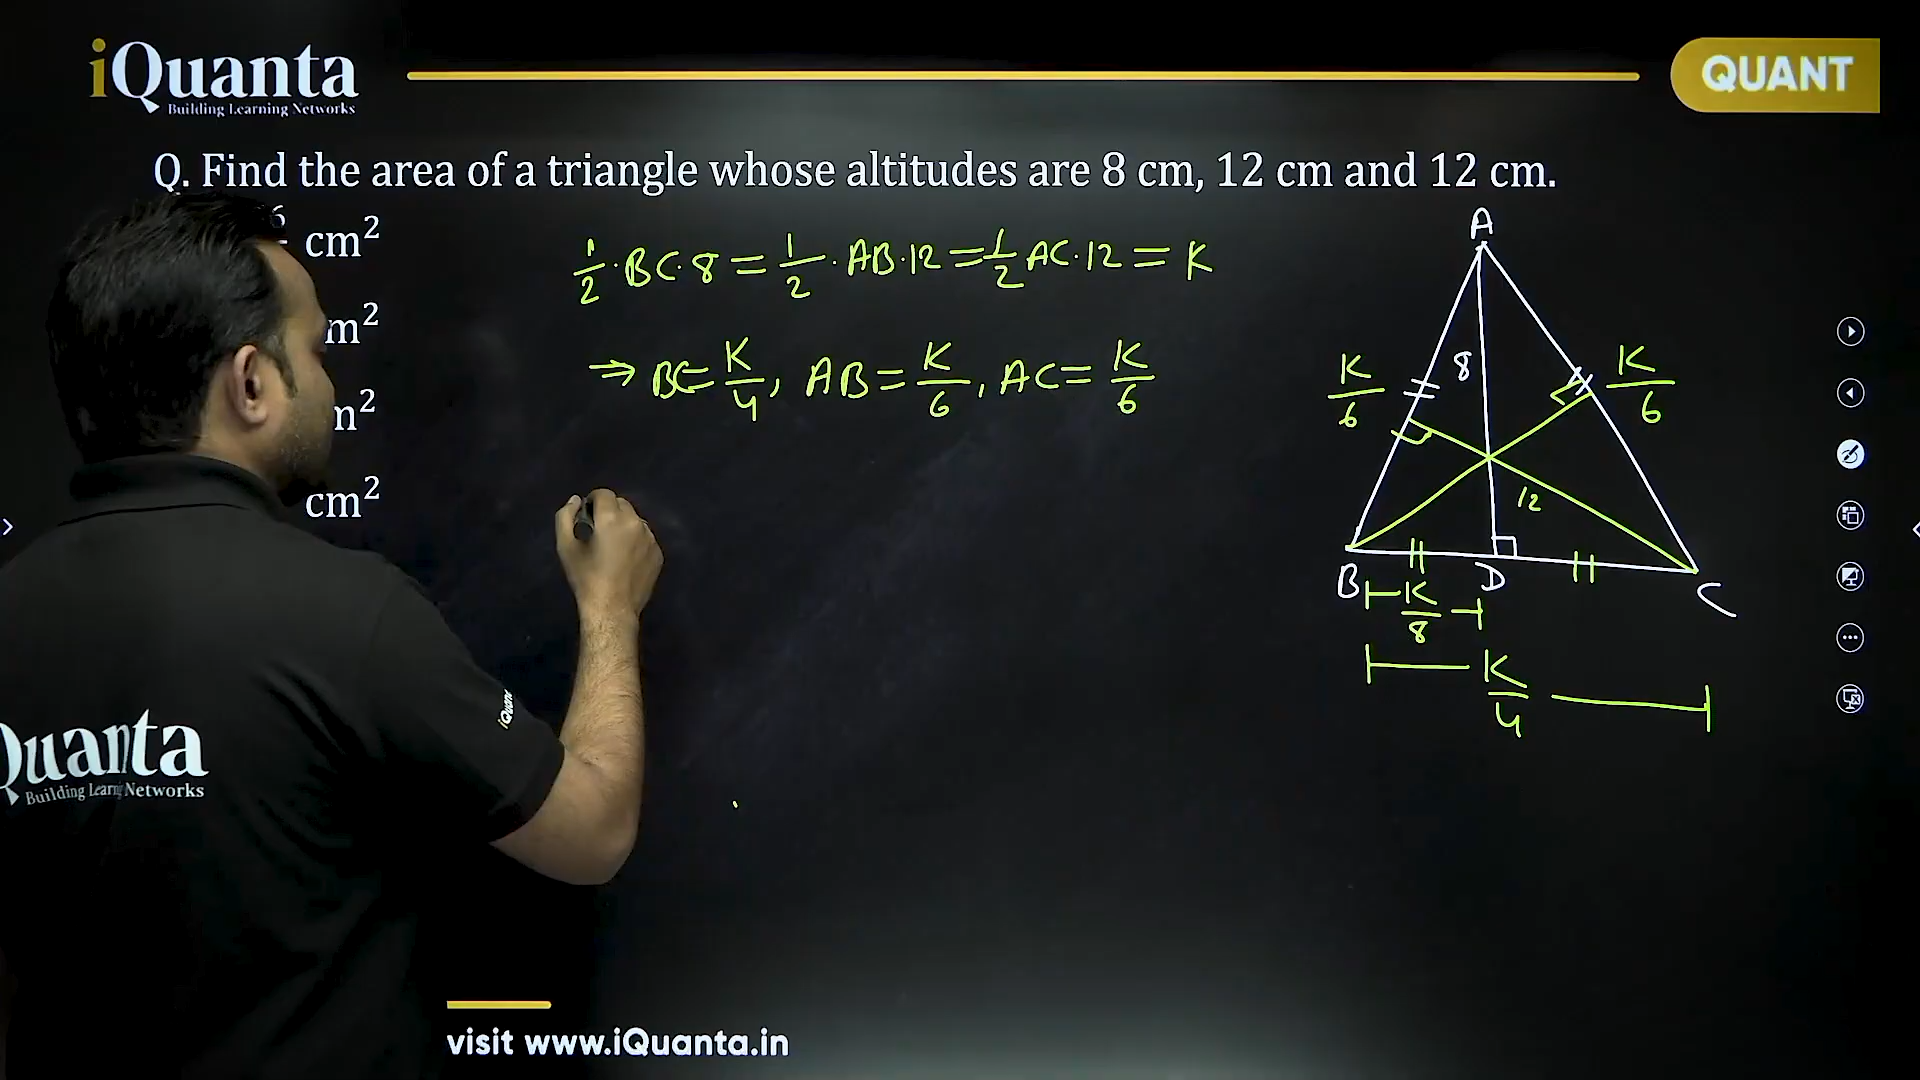 iQuanta
Building Learning Networks
QUANT
Q. Find the area of a triangle whose altitudes are 8 cm, 12 cm and 12 cm.
cm²
m²
cm²
1/2 · BC · 8 = 1/2 · AB · 12 = 1/2 AC · 12 = K
⇒ BC = K/4, AB = K/6, AC = K/6
A
8
K/6
K/6
12
B
D
C
K/8
K/4
iQuanta
Quanta
Building Learning Networks
visit www.iQuanta.in